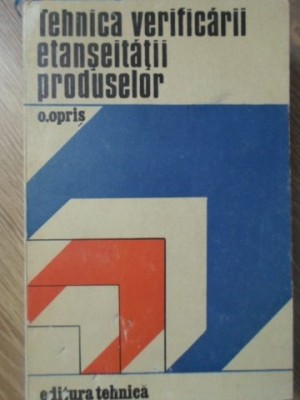 Tehnica verificării
etanşeităţii
produselor
o.opriş
editura tehnică